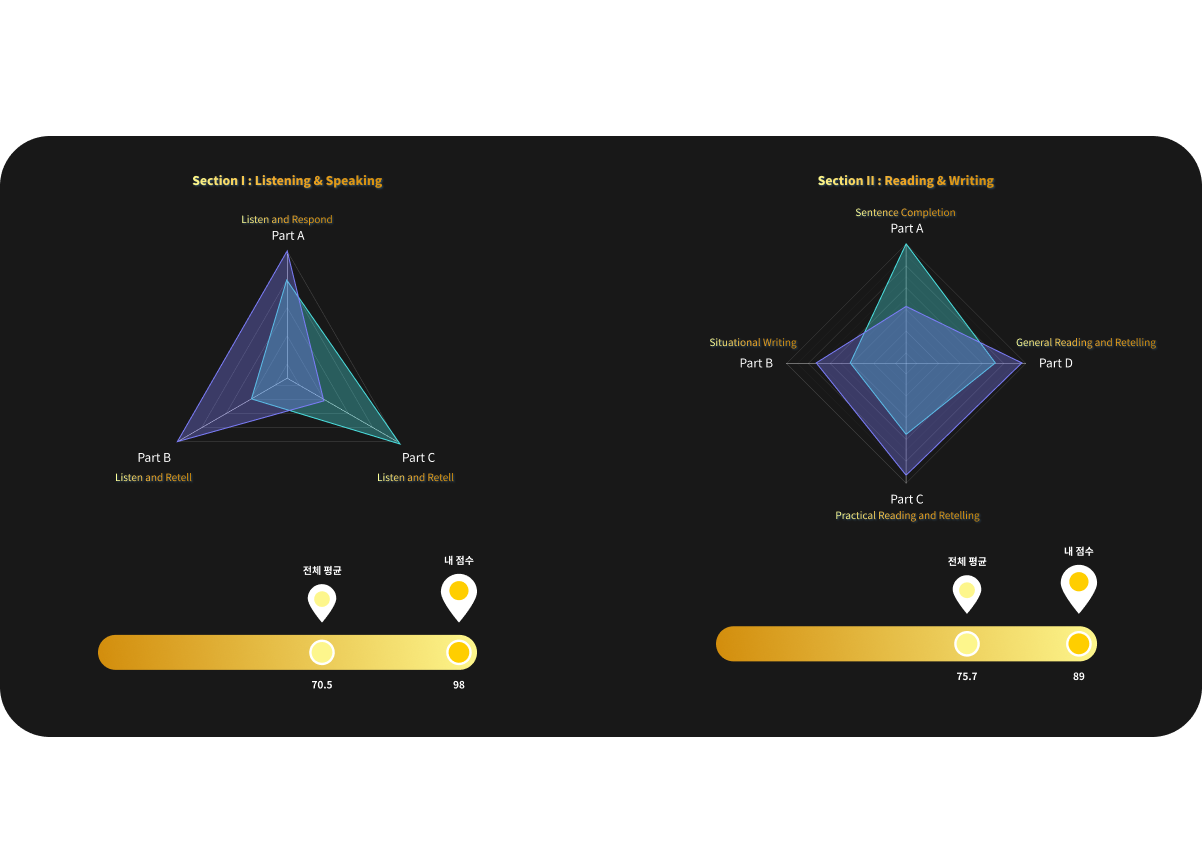 Section I : Listening & Speaking
Listen and Respond
Part A
Part B
Listen and Retell
Part C
Listen and Retell
전체 평균
내 점수
70.5
98
Section II : Reading & Writing
Sentence Completion
Part A
Situational Writing
Part B
General Reading and Retelling
Part D
Part C
Practical Reading and Retelling
전체 평균
내 점수
75.7
89